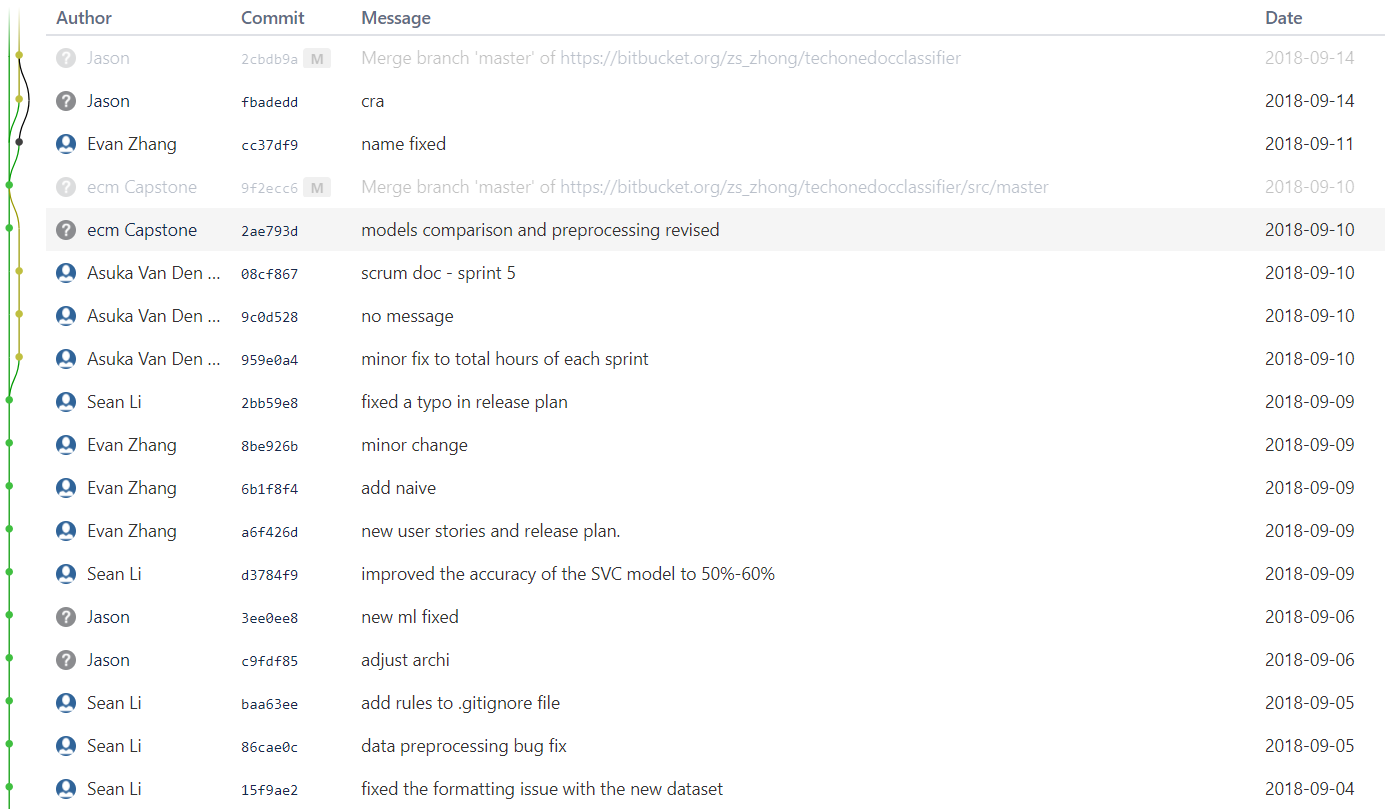 Author Commit Message Date
? Jason 2cbdb9a M Merge branch 'master' of https://bitbucket.org/zs_zhong/techonedocclassifier 2018-09-14
? Jason fbadedd cra 2018-09-14
Evan Zhang cc37df9 name fixed 2018-09-11
? ecm Capstone 9f2ecc6 M Merge branch 'master' of https://bitbucket.org/zs_zhong/techonedocclassifier/src/master 2018-09-10
? ecm Capstone 2ae793d models comparison and preprocessing revised 2018-09-10
Asuka Van Den ... 08cf867 scrum doc - sprint 5 2018-09-10
Asuka Van Den ... 9c0d528 no message 2018-09-10
Asuka Van Den ... 959e0a4 minor fix to total hours of each sprint 2018-09-10
Sean Li 2bb59e8 fixed a typo in release plan 2018-09-09
Evan Zhang 8be926b minor change 2018-09-09
Evan Zhang 6b1f8f4 add naive 2018-09-09
Evan Zhang a6f426d new user stories and release plan. 2018-09-09
Sean Li d3784f9 improved the accuracy of the SVC model to 50%-60% 2018-09-09
? Jason 3ee0ee8 new ml fixed 2018-09-06
? Jason c9fdf85 adjust archi 2018-09-06
Sean Li baa63ee add rules to .gitignore file 2018-09-05
Sean Li 86cae0c data preprocessing bug fix 2018-09-05
Sean Li 15f9ae2 fixed the formatting issue with the new dataset 2018-09-04